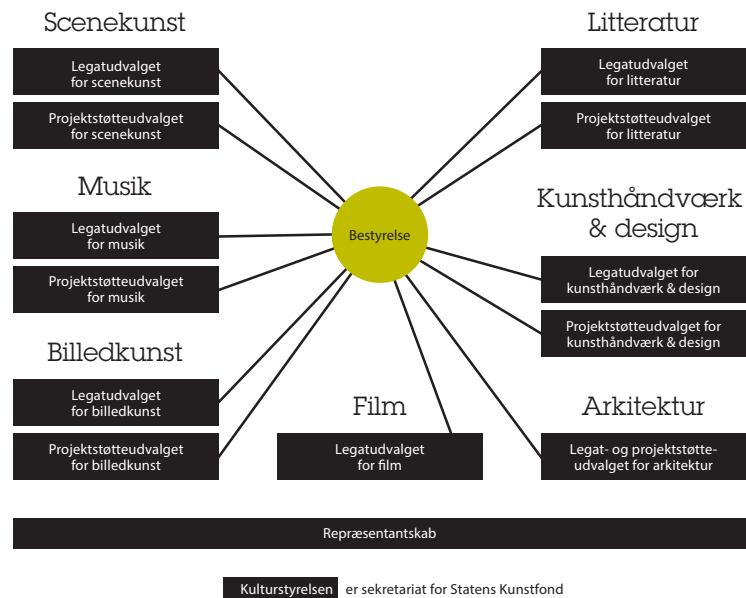 Scenekunst
Legatudvalget
for scenekunst
Projektstøtteudvalget
for scenekunst
Musik
Legatudvalget
for musik
Projektstøtteudvalget
for musik
Billedkunst
Legatudvalget
for billedkunst
Projektstøtteudvalget
for billedkunst
Bestyrelse
Film
Legatudvalget
for film
Litteratur
Legatudvalget
for litteratur
Projektstøtteudvalget
for litteratur
Kunsthåndværk
& design
Legatudvalget for
kunsthåndværk & design
Projektstøtteudvalget for
kunsthåndværk & design
Arkitektur
Legat- og projektstøtte-
udvalget for arkitektur
Repræsentantskab
Kulturstyrelsen er sekretariat for Statens Kunstfond